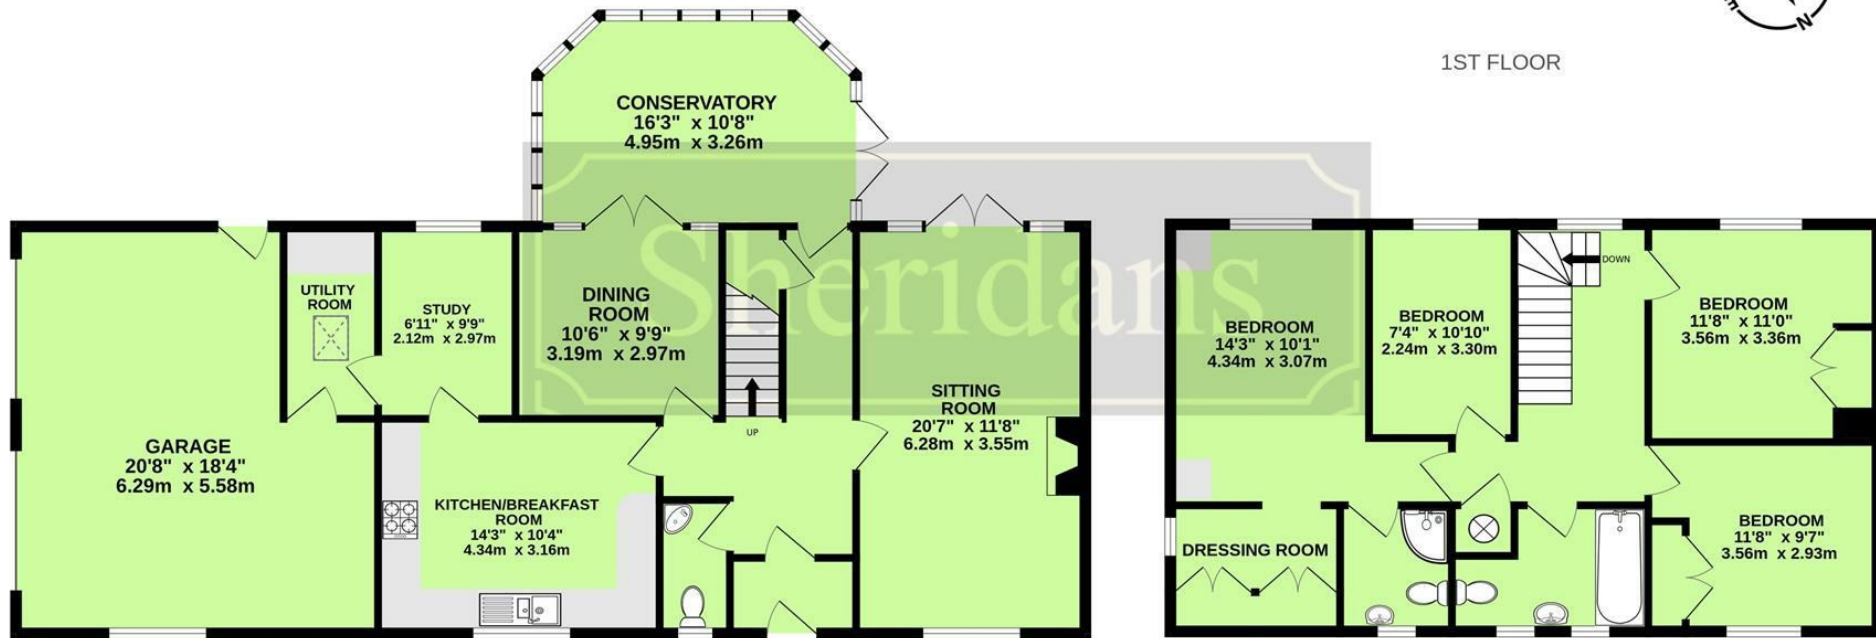 E
N
1ST FLOOR
CONSERVATORY
16'3" x 10'8"
4.95m x 3.26m
Sheridans
UTILITY
ROOM
STUDY
6'11" x 9'9"
2.12m x 2.97m
DINING
ROOM
10'6" x 9'9"
3.19m x 2.97m
UP
SITTING
ROOM
20'7" x 11'8"
6.28m x 3.55m
GARAGE
20'8" x 18'4"
6.29m x 5.58m
KITCHEN/BREAKFAST
ROOM
14'3" x 10'4"
4.34m x 3.16m
BEDROOM
14'3" x 10'1"
4.34m x 3.07m
BEDROOM
7'4" x 10'10"
2.24m x 3.30m
DOWN
BEDROOM
11'8" x 11'0"
3.56m x 3.36m
DRESSING ROOM
BEDROOM
11'8" x 9'7"
3.56m x 2.93m